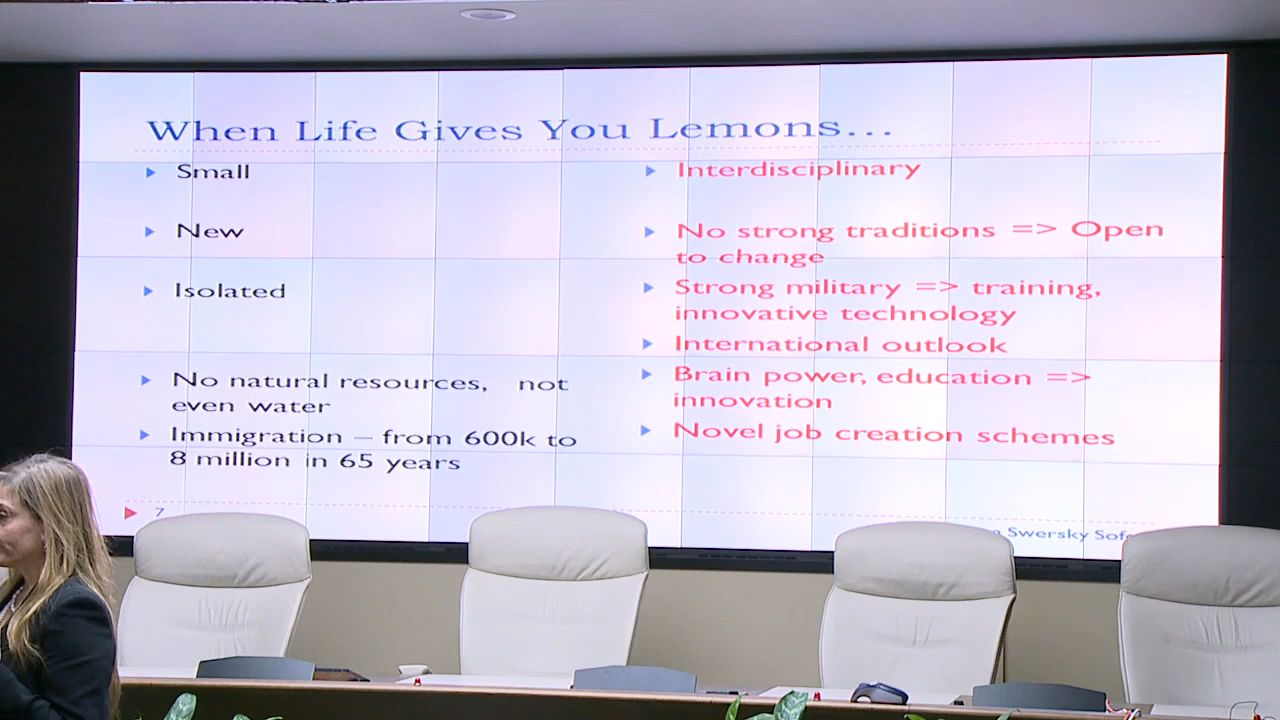 When Life Gives You Lemons...
Small
New
Isolated
No natural resources, not
even water
Immigration – from 600k to
8 million in 65 years
Interdisciplinary
No strong traditions => Open
to change
Strong military => training,
innovative technology
International outlook
Brain power, education =>
innovation
Novel job creation schemes
7
Swersky